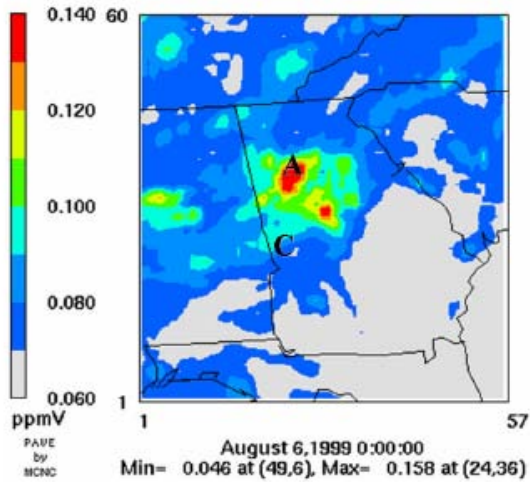 0.140
0.120
0.100
0.080
0.060
ppmV
PAVE
by
MCNC
60
1
A
C
1 57
August 6,1999 0:00:00
Min= 0.046 at (49,6), Max= 0.158 at (24,36)